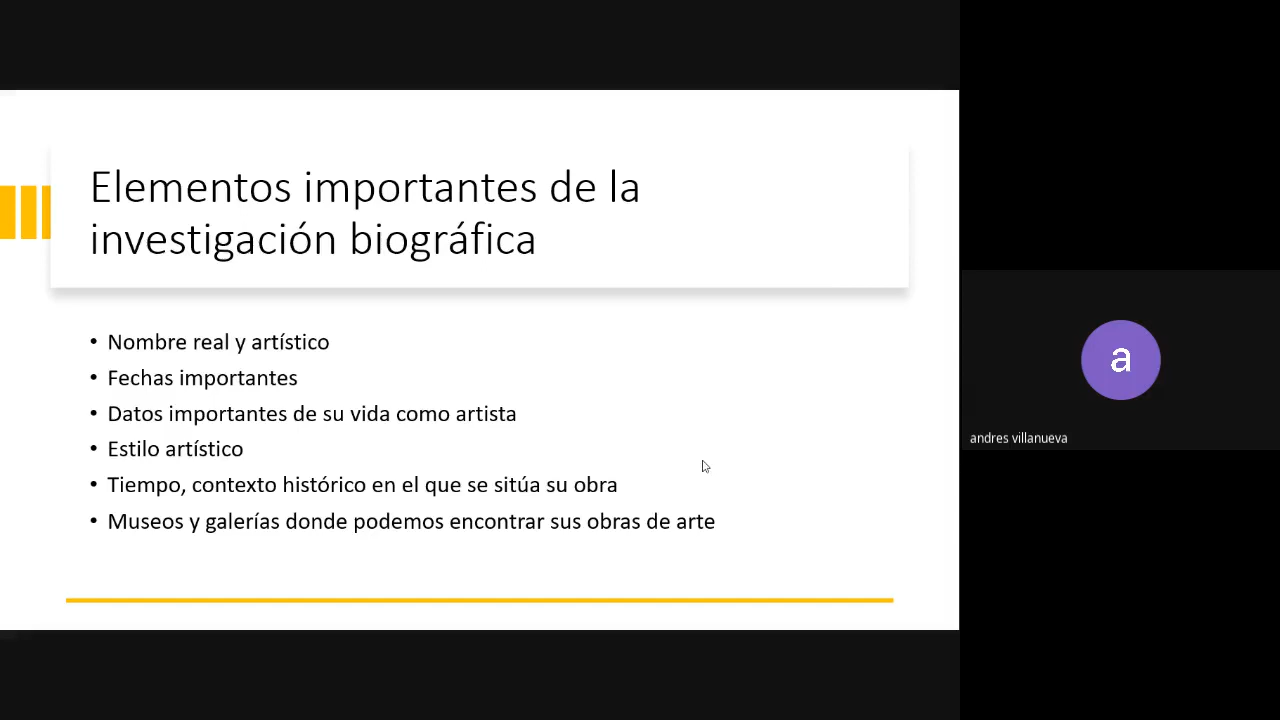 Elementos importantes de la
investigación biográfica
• Nombre real y artístico
• Fechas importantes
• Datos importantes de su vida como artista
• Estilo artístico
• Tiempo, contexto histórico en el que se sitúa su obra
• Museos y galerías donde podemos encontrar sus obras de arte
a
andres villanueva